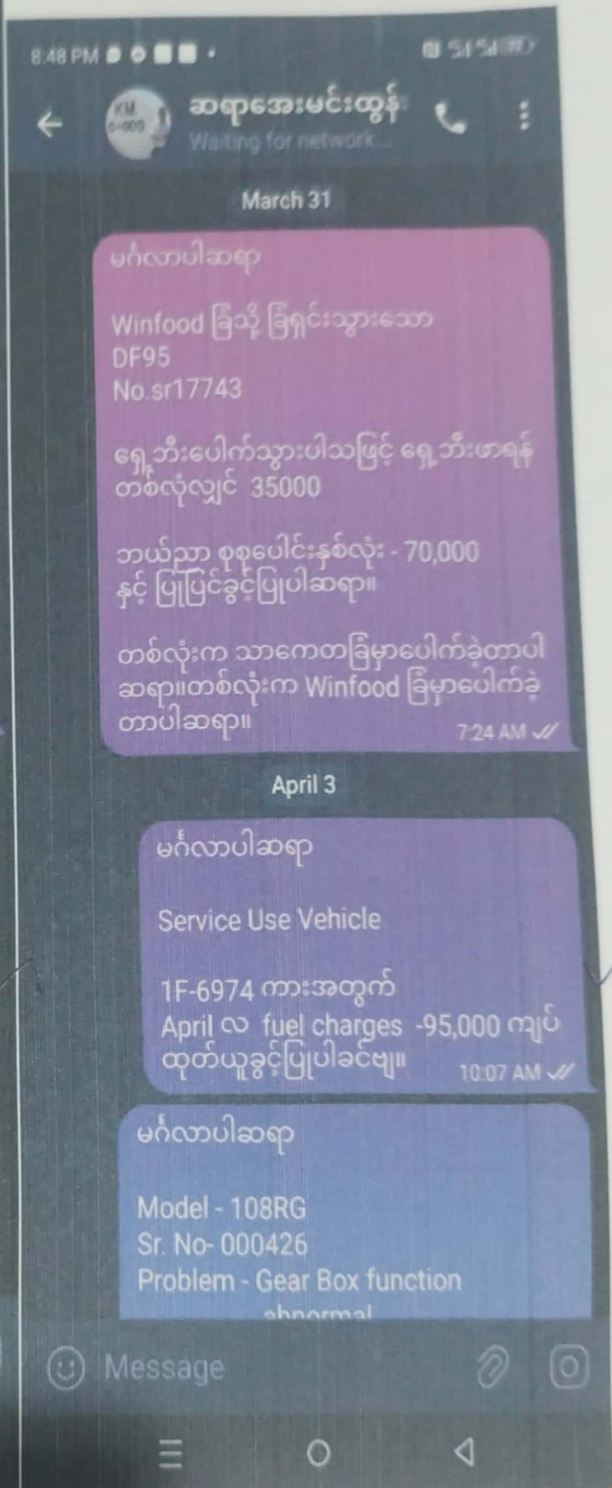 8:48 PM
ဆရာအေးမင်းထွန်း
Waiting for network...
March 31
မင်္ဂလာပါဆရာ
Winfood ခြံသို့ ခြံရှင်းသွားသော
DF95
No.sr17743
ရှေ့ဘီးပေါက်သွားပါသဖြင့် ရှေ့ဘီးဖာရန်
တစ်လုံးလျှင် 35000
ဘယ်ညာ စုစုပေါင်းနှစ်လုံး - 70,000
နှင့် ပြုပြင်ခွင့်ပြုပါဆရာ။
တစ်လုံးက သာကေတခြံမှာပေါက်ခဲ့တာပါ
ဆရာ။တစ်လုံးက Winfood ခြံမှာပေါက်ခဲ့
တာပါဆရာ။
7:24 AM
April 3
မင်္ဂလာပါဆရာ
Service Use Vehicle
1F-6974 ကားအတွက်
April လ fuel charges -95,000 ကျပ်
ထုတ်ယူခွင့်ပြုပါခင်ဗျ။
10:07 AM
မင်္ဂလာပါဆရာ
Model - 108RG
Sr. No- 000426
Problem - Gear Box function
abnormal
Message